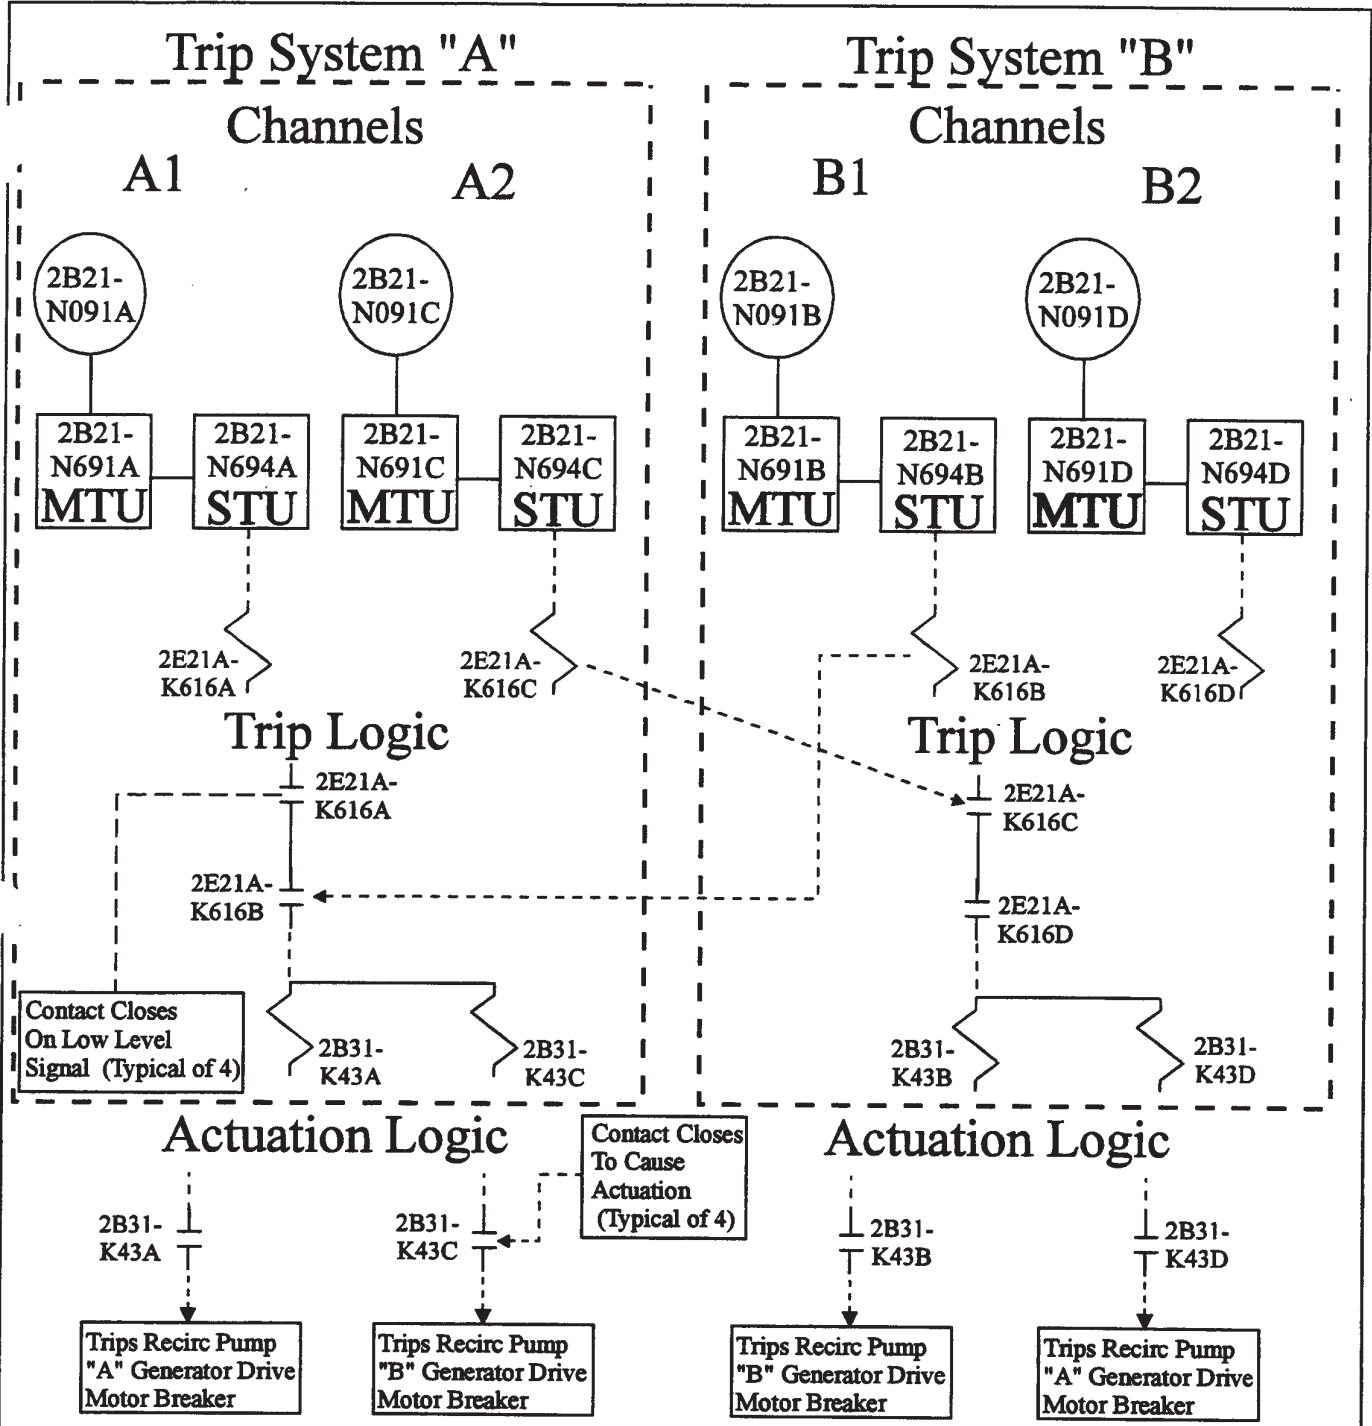 Trip System "A"
Trip System "B"
Channels
Channels
A1
A2
B1
B2
2B21-
N091A
2B21-
N091C
2B21-
N091B
2B21-
N091D
2B21-
N691A
MTU
2B21-
N694A
STU
2B21-
N691C
MTU
2B21-
N694C
STU
2B21-
N691B
MTU
2B21-
N694B
STU
2B21-
N691D
MTU
2B21-
N694D
STU
2E21A-
K616A
2E21A-
K616C
2E21A-
K616B
2E21A-
K616D
Trip Logic
Trip Logic
2E21A-
K616A
2E21A-
K616C
2E21A-
K616B
2E21A-
K616D
Contact Closes
On Low Level
Signal (Typical of 4)
2B31-
K43A
2B31-
K43C
2B31-
K43B
2B31-
K43D
Actuation Logic
Actuation Logic
Contact Closes
To Cause
Actuation
(Typical of 4)
2B31-
K43A
2B31-
K43C
2B31-
K43B
2B31-
K43D
Trips Recirc Pump
"A" Generator Drive
Motor Breaker
Trips Recirc Pump
"B" Generator Drive
Motor Breaker
Trips Recirc Pump
"B" Generator Drive
Motor Breaker
Trips Recirc Pump
"A" Generator Drive
Motor Breaker